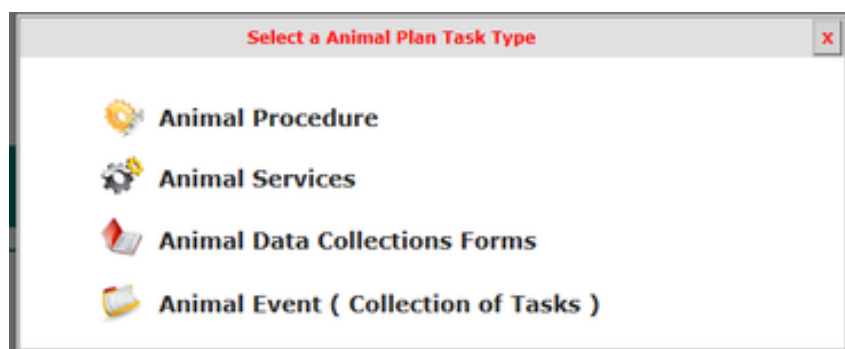 Select a Animal Plan Task Type
x
Animal Procedure
Animal Services
Animal Data Collections Forms
Animal Event ( Collection of Tasks )